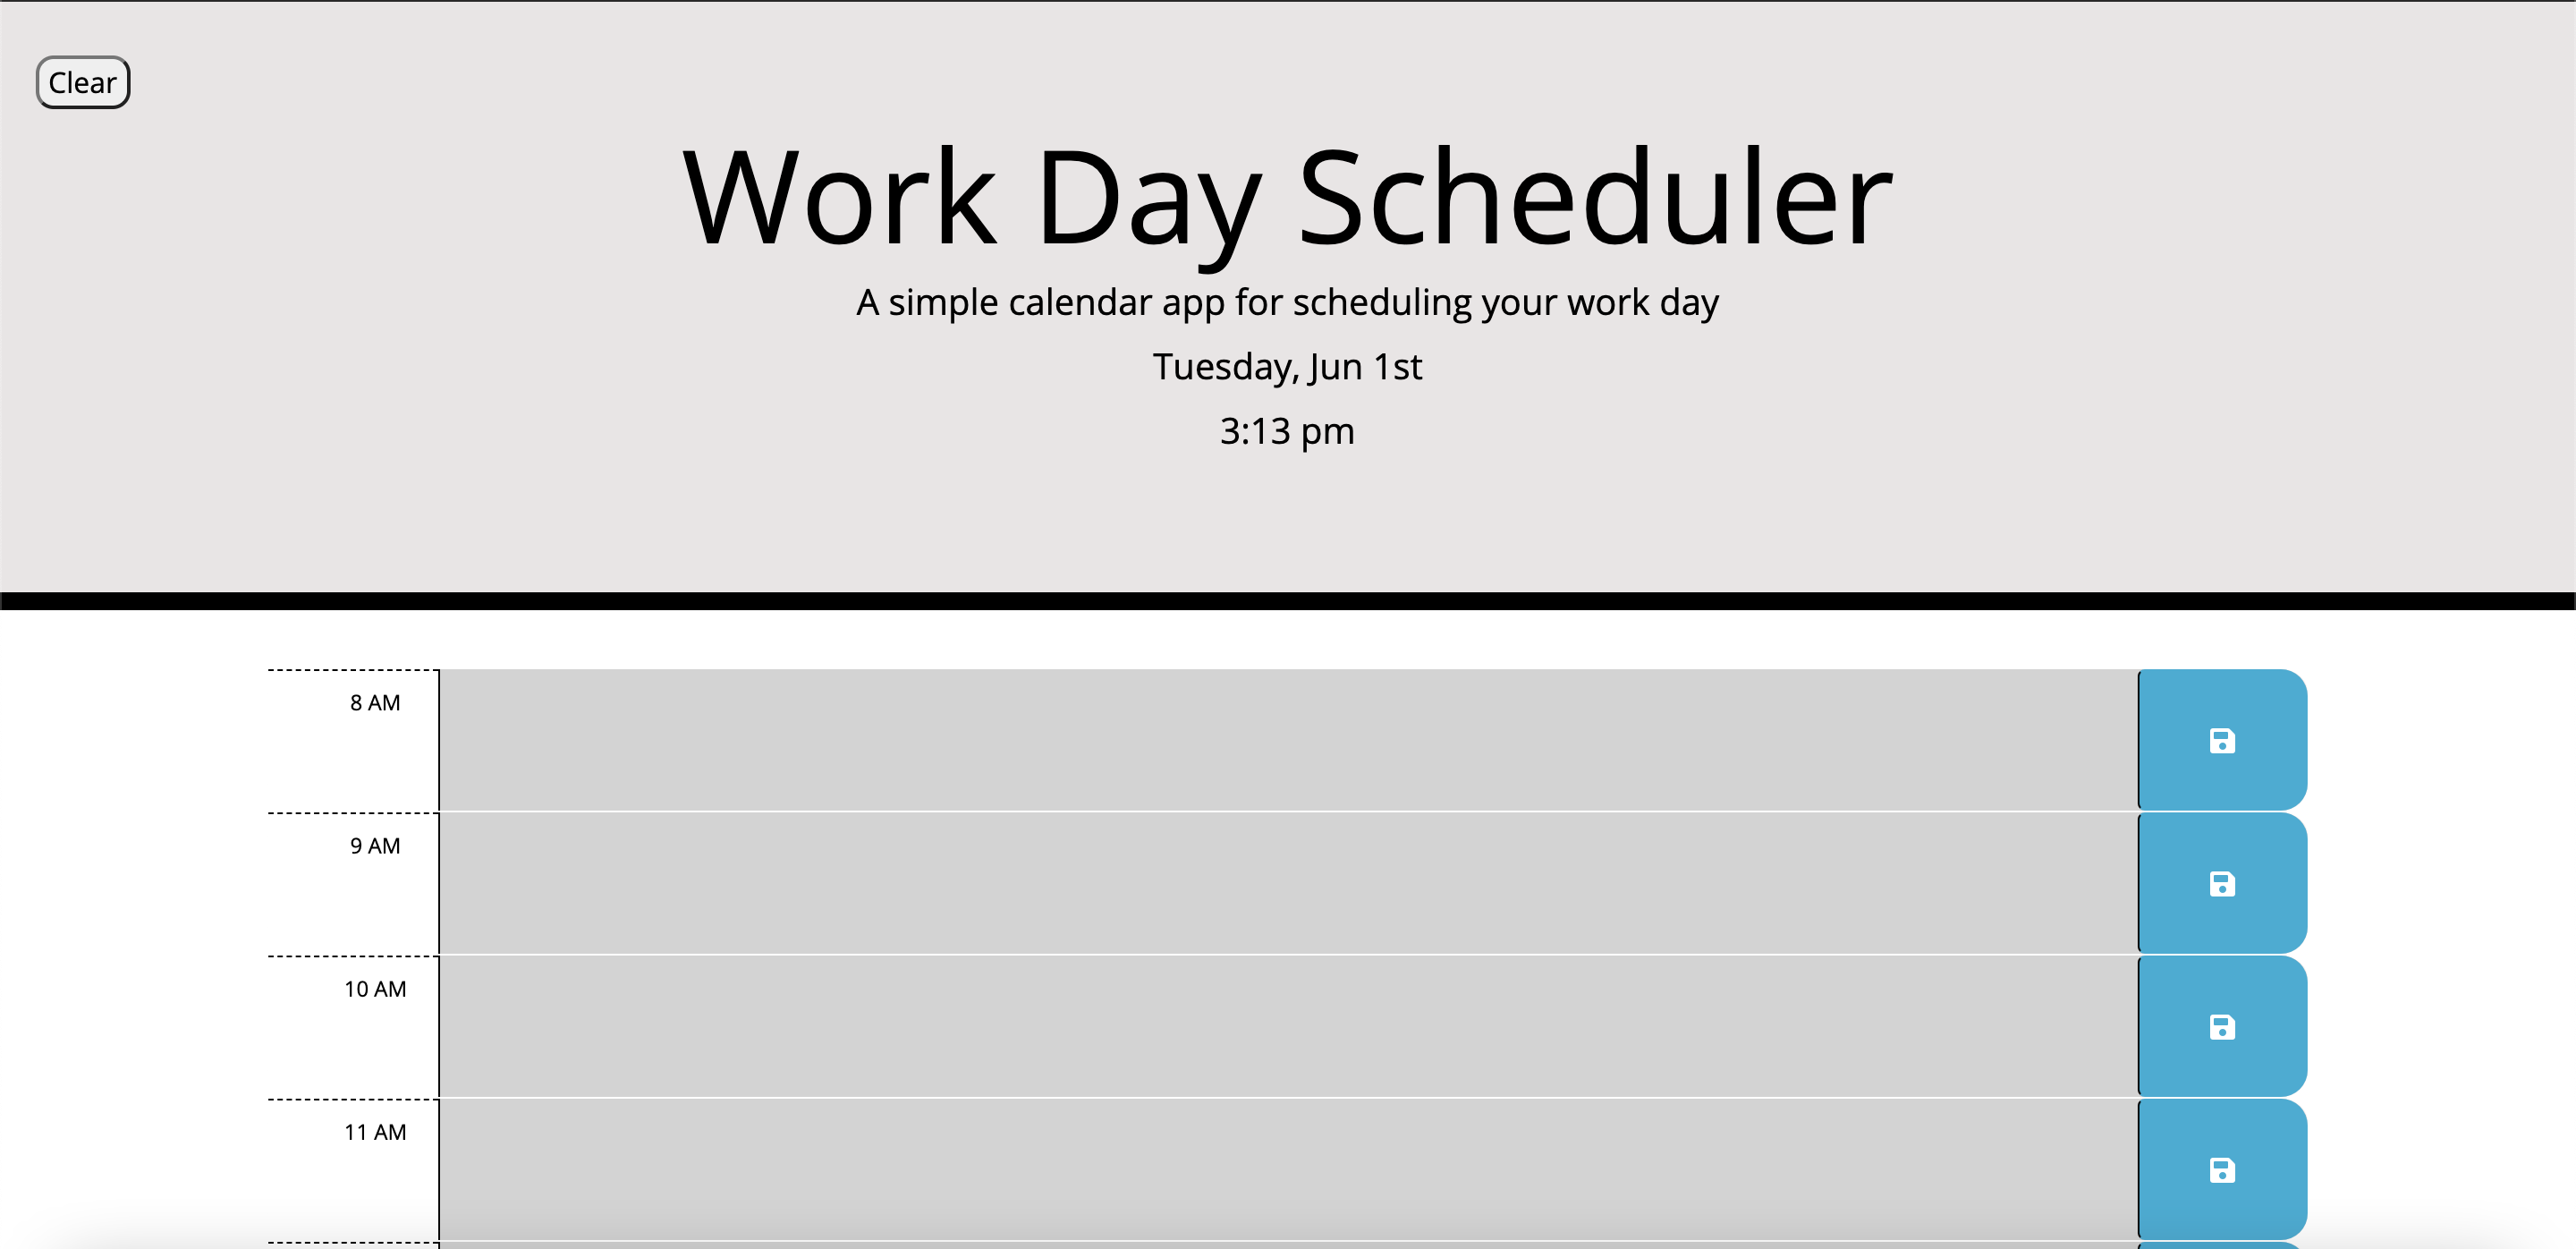 Clear
Work Day Scheduler
A simple calendar app for scheduling your work day
Tuesday, Jun 1st
3:13 pm
8 AM
9 AM
10 AM
11 AM